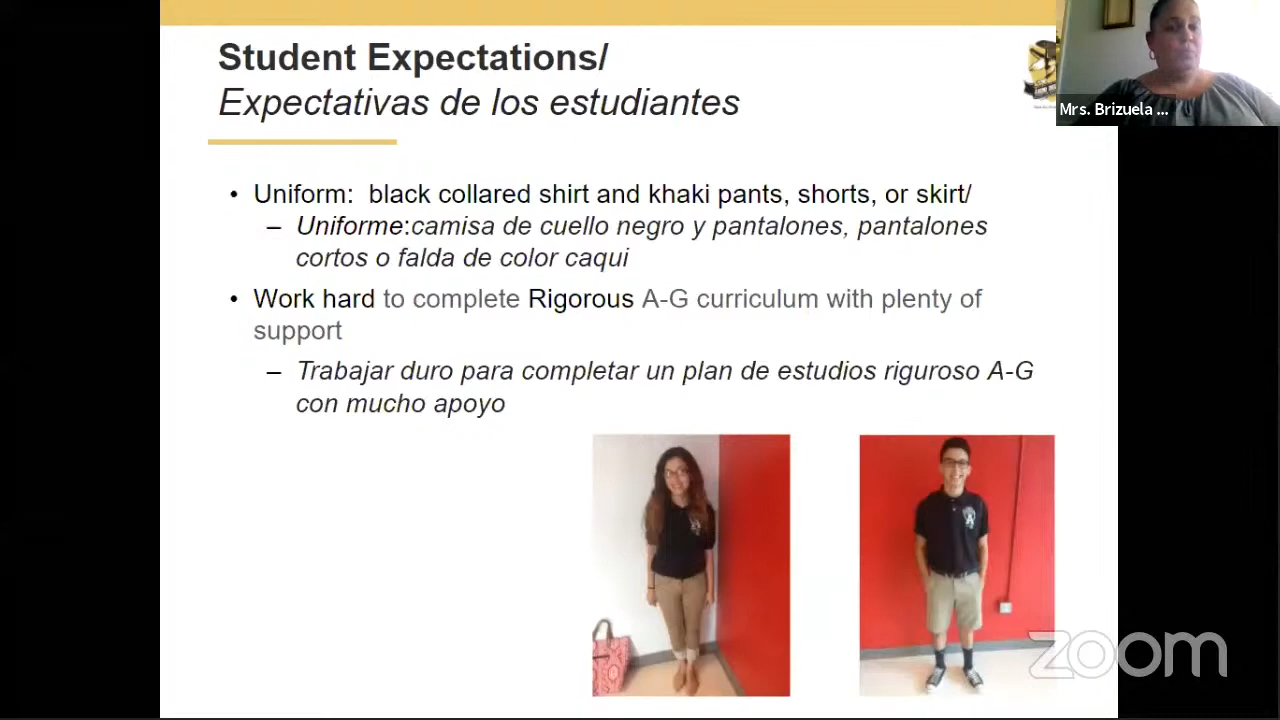 Student Expectations/
Expectativas de los estudiantes
Mrs. Brizuela ...
• Uniform:  black collared shirt and khaki pants, shorts, or skirt/
– Uniforme:camisa de cuello negro y pantalones, pantalones
cortos o falda de color caqui
• Work hard to complete Rigorous A-G curriculum with plenty of
support
– Trabajar duro para completar un plan de estudios riguroso A-G
con mucho apoyo
zoom